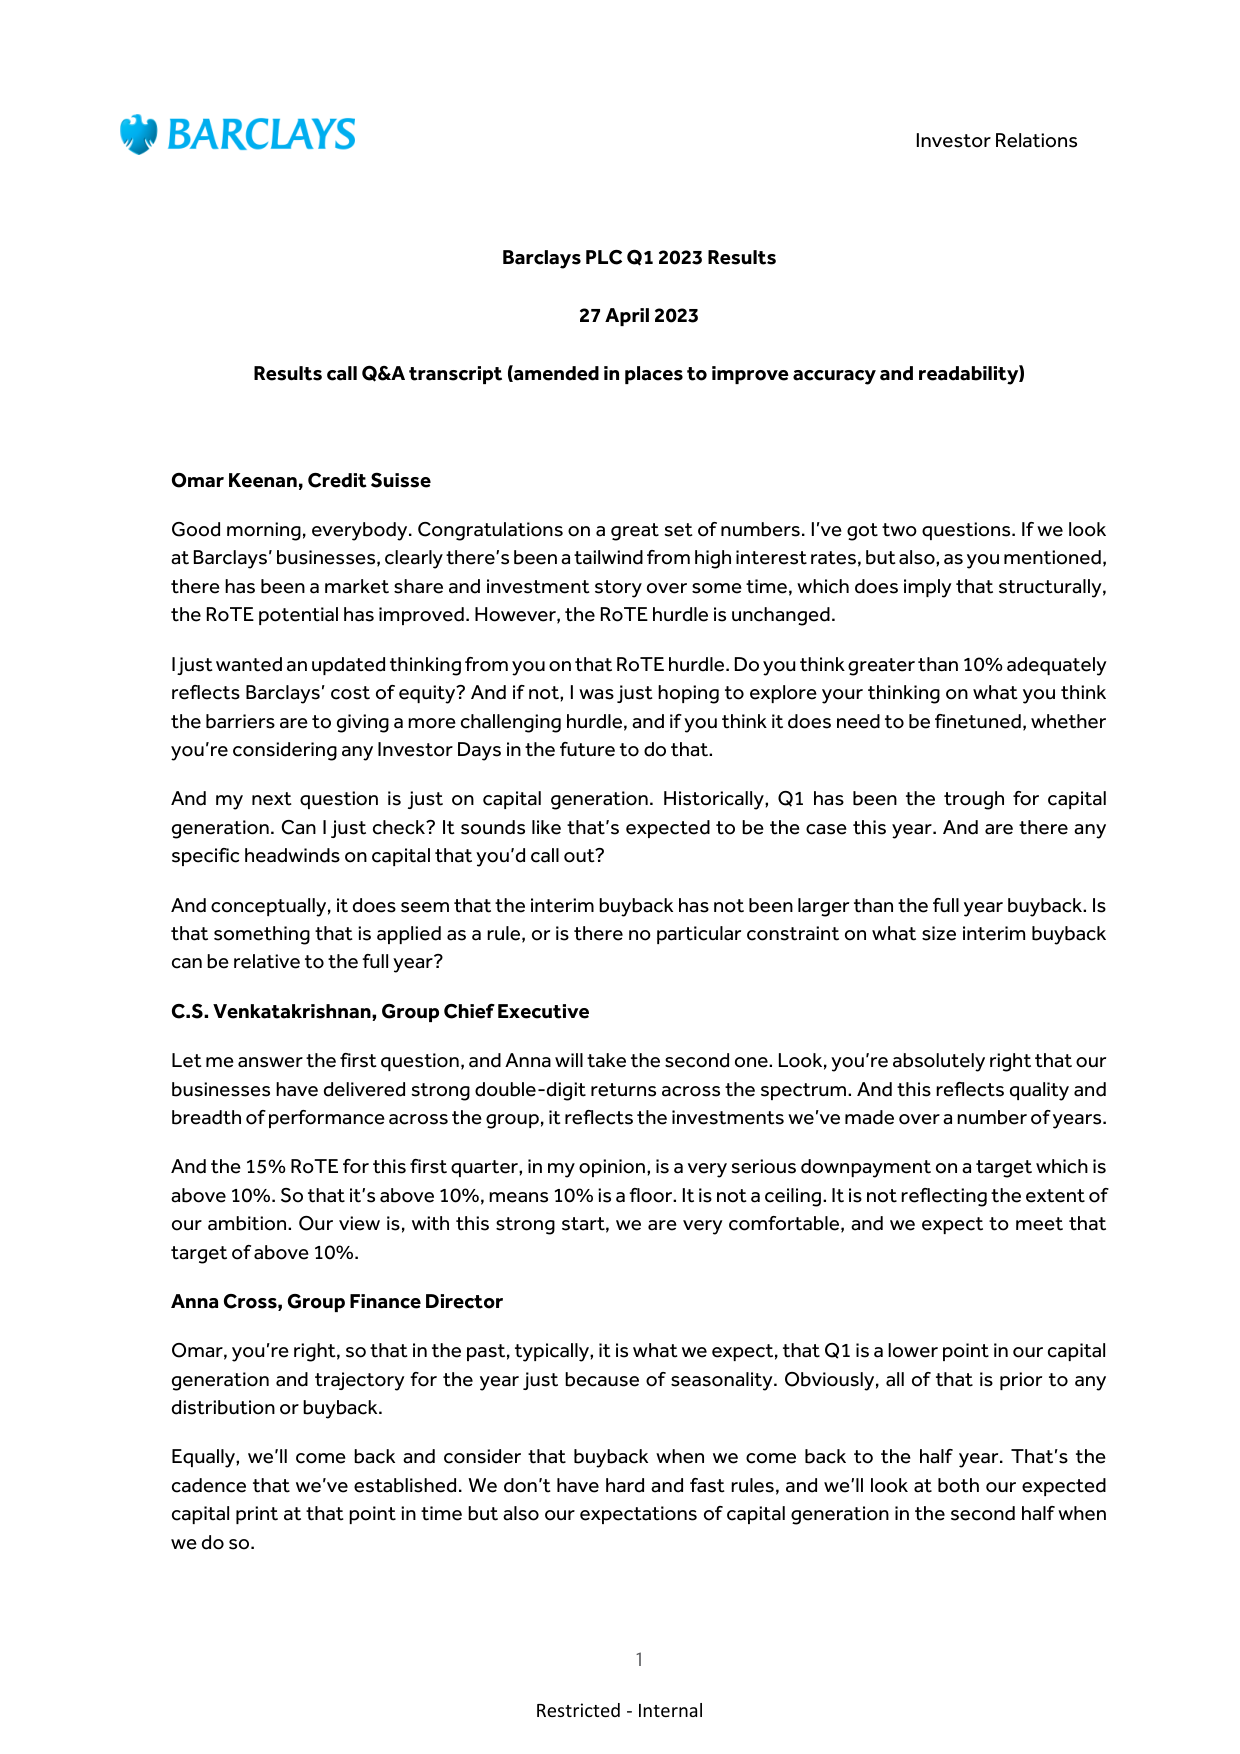 BARCLAYS
Investor Relations
Barclays PLC Q1 2023 Results
27 April 2023
Results call Q&A transcript (amended in places to improve accuracy and readability)
Omar Keenan, Credit Suisse
Good morning, everybody. Congratulations on a great set of numbers. I've got two questions. If we look
at Barclays' businesses, clearly there's been a tailwind from high interest rates, but also, as you mentioned,
there has been a market share and investment story over some time, which does imply that structurally,
the RoTE potential has improved. However, the RoTE hurdle is unchanged.
I just wanted an updated thinking from you on that RoTE hurdle. Do you think greater than 10% adequately
reflects Barclays' cost of equity? And if not, I was just hoping to explore your thinking on what you think
the barriers are to giving a more challenging hurdle, and if you think it does need to be finetuned, whether
you're considering any Investor Days in the future to do that.
And my next question is just on capital generation. Historically, Q1 has been the trough for capital
generation. Can I just check? It sounds like that's expected to be the case this year. And are there any
specific headwinds on capital that you'd call out?
And conceptually, it does seem that the interim buyback has not been larger than the full year buyback. Is
that something that is applied as a rule, or is there no particular constraint on what size interim buyback
can be relative to the full year?
C.S. Venkatakrishnan, Group Chief Executive
Let me answer the first question, and Anna will take the second one. Look, you're absolutely right that our
businesses have delivered strong double-digit returns across the spectrum. And this reflects quality and
breadth of performance across the group, it reflects the investments we've made over a number of years.
And the 15% RoTE for this first quarter, in my opinion, is a very serious downpayment on a target which is
above 10%. So that it's above 10%, means 10% is a floor. It is not a ceiling. It is not reflecting the extent of
our ambition. Our view is, with this strong start, we are very comfortable, and we expect to meet that
target of above 10%.
Anna Cross, Group Finance Director
Omar, you're right, so that in the past, typically, it is what we expect, that Q1 is a lower point in our capital
generation and trajectory for the year just because of seasonality. Obviously, all of that is prior to any
distribution or buyback.
Equally, we'll come back and consider that buyback when we come back to the half year. That's the
cadence that we've established. We don't have hard and fast rules, and we'll look at both our expected
capital print at that point in time but also our expectations of capital generation in the second half when
we do so.
1
Restricted - Internal